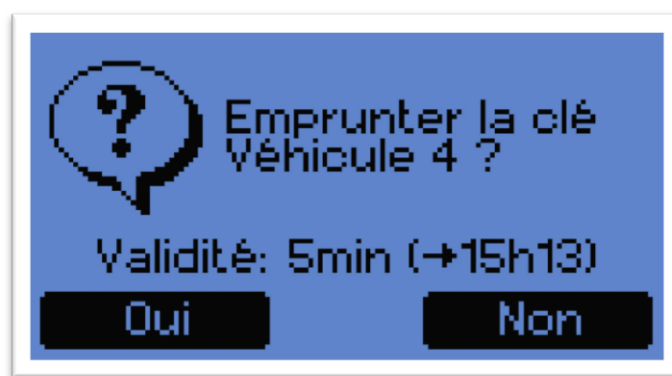 ?
Emprunter la clé
Véhicule 4 ?
Validité: 5min (→15h13)
Oui Non